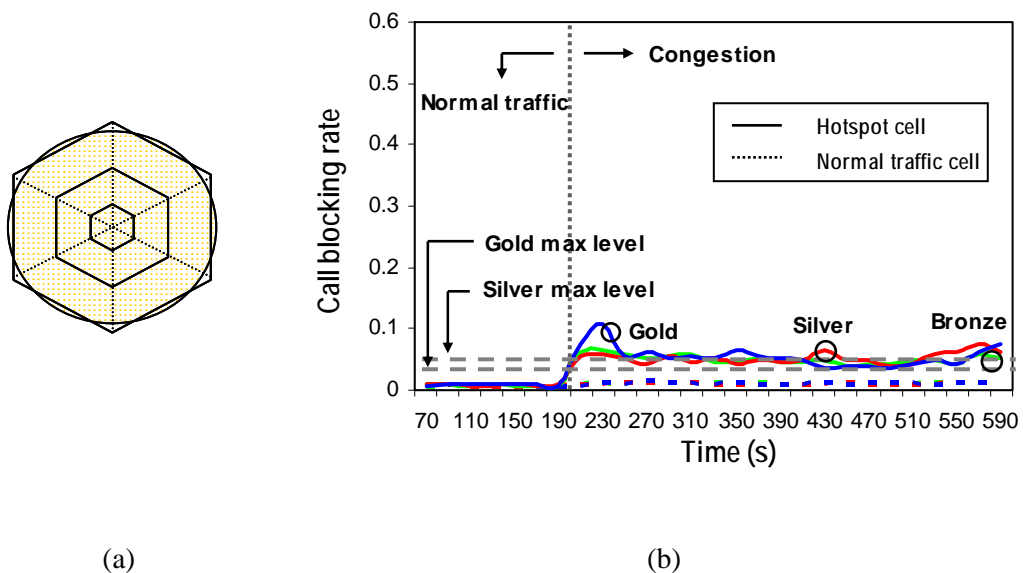 0.6
0.5
0.4
0.3
0.2
0.1
0
Call blocking rate
Congestion
Normal traffic
Hotspot cell
Normal traffic cell
Gold max level
Silver max level
Gold
Silver
Bronze
70 110 150 190 230 270 310 350 390 430 470 510 550 590
Time (s)
(a)
(b)